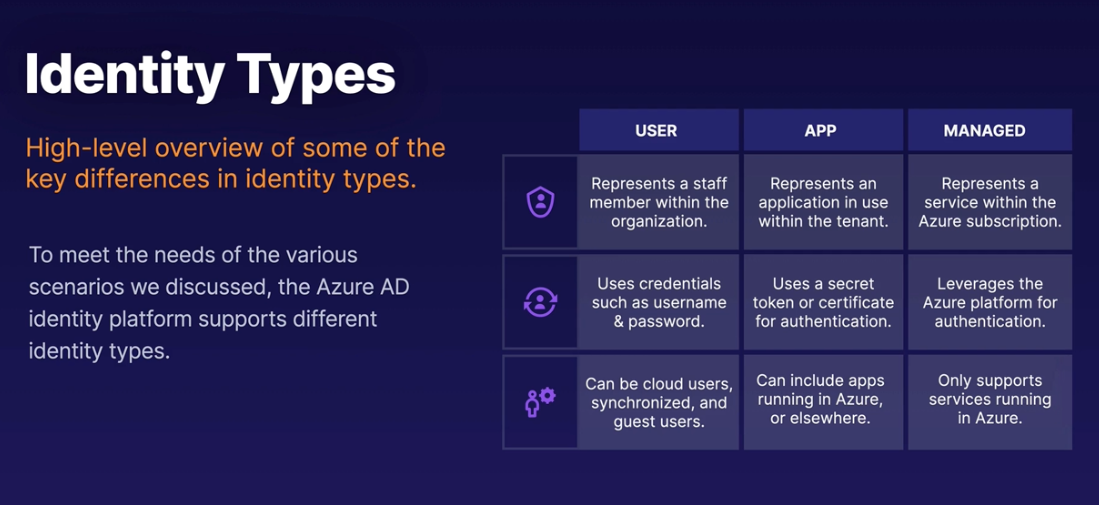 Identity Types
High-level overview of some of the
key differences in identity types.
To meet the needs of the various
scenarios we discussed, the Azure AD
identity platform supports different
identity types.
USER
APP
MANAGED
Represents a staff
member within the
organization.
Represents an
application in use
within the tenant.
Represents a
service within the
Azure subscription.
Uses credentials
such as username
& password.
Uses a secret
token or certificate
for authentication.
Leverages the
Azure platform for
authentication.
Can be cloud users,
synchronized, and
guest users.
Can include apps
running in Azure,
or elsewhere.
Only supports
services running
in Azure.